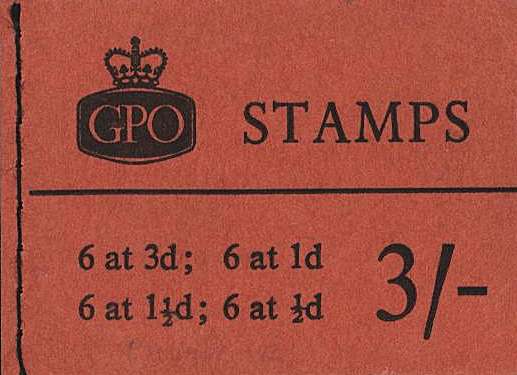 GPO STAMPS
6 at 3d; 6 at 1d
6 at 1½d; 6 at ½d
3/-